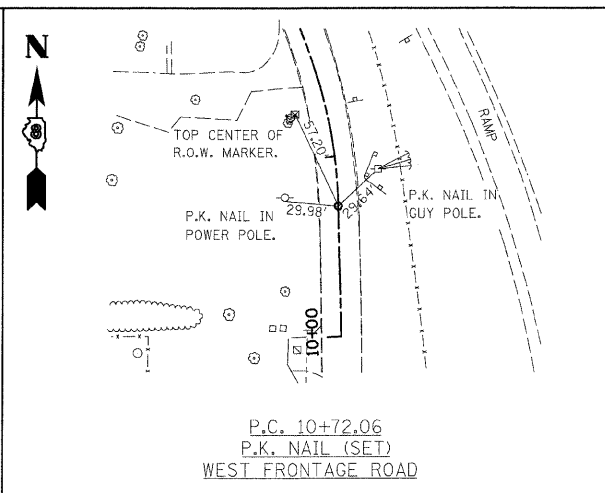 N
TOP CENTER OF
R.O.W. MARKER.
57.20'
RAMP
P.K. NAIL IN
POWER POLE.
29.98'
29.64'
P.K. NAIL IN
GUY POLE.
10+00
P.C. 10+72.06
P.K. NAIL (SET)
WEST FRONTAGE ROAD